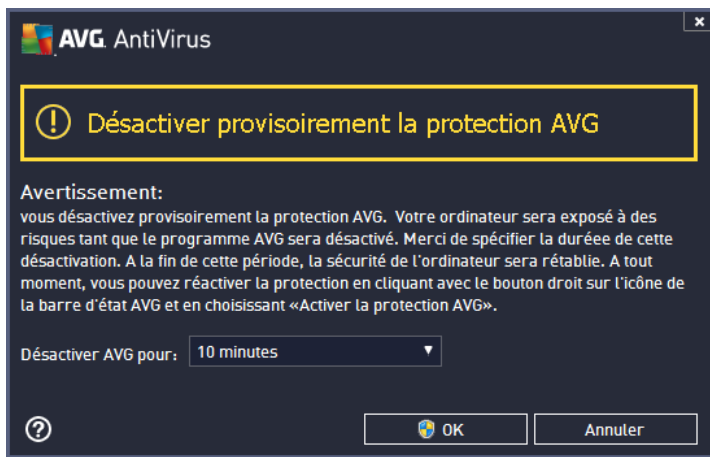 AVG. AntiVirus
Désactiver provisoirement la protection AVG
Avertissement:
vous désactivez provisoirement la protection AVG. Votre ordinateur sera exposé à des
risques tant que le programme AVG sera désactivé. Merci de spécifier la duréee de cette
désactivation. A la fin de cette période, la sécurité de l'ordinateur sera rétablie. A tout
moment, vous pouvez réactiver la protection en cliquant avec le bouton droit sur l'icône de
la barre d'état AVG et en choisissant «Activer la protection AVG».
Désactiver AVG pour: 10 minutes
OK Annuler